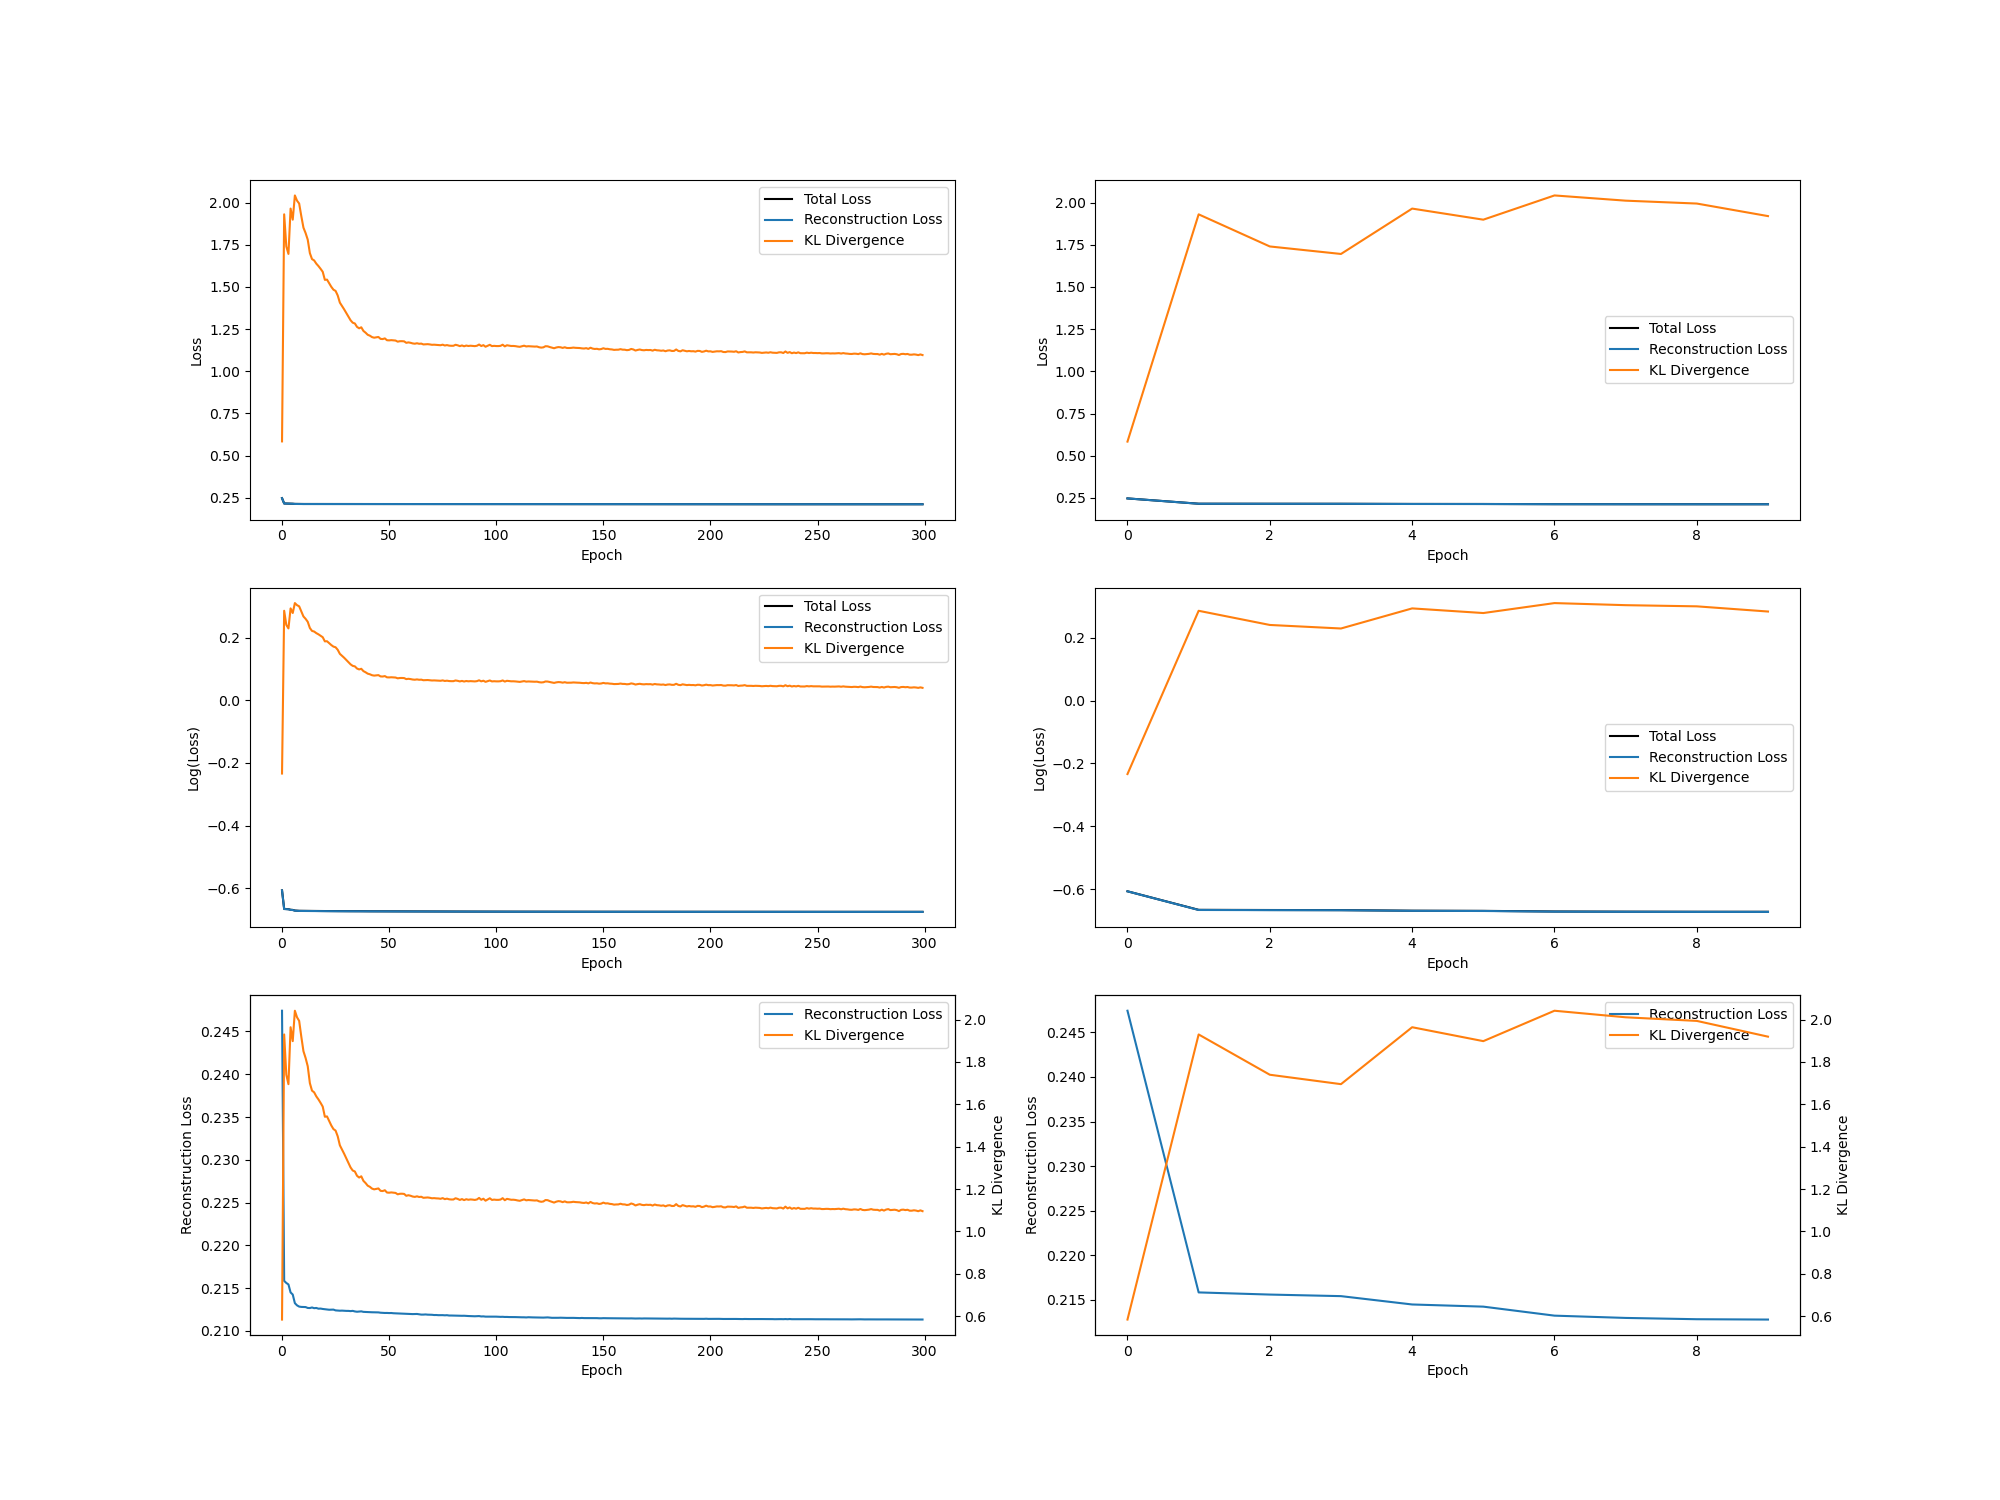 Loss
2.00
1.75
1.50
1.25
1.00
0.75
0.50
0.25
0 50 100 150 200 250 300
Epoch
Total Loss
Reconstruction Loss
KL Divergence
Loss
2.00
1.75
1.50
1.25
1.00
0.75
0.50
0.25
0 2 4 6 8
Epoch
Total Loss
Reconstruction Loss
KL Divergence
Log(Loss)
0.2
0.0
−0.2
−0.4
−0.6
0 50 100 150 200 250 300
Epoch
Total Loss
Reconstruction Loss
KL Divergence
Log(Loss)
0.2
0.0
−0.2
−0.4
−0.6
0 2 4 6 8
Epoch
Total Loss
Reconstruction Loss
KL Divergence
Reconstruction Loss
0.245
0.240
0.235
0.230
0.225
0.220
0.215
0.210
0 50 100 150 200 250 300
Epoch
Reconstruction Loss
KL Divergence
2.0
1.8
1.6
1.4
1.2
1.0
0.8
0.6
KL Divergence
Reconstruction Loss
0.245
0.240
0.235
0.230
0.225
0.220
0.215
0 2 4 6 8
Epoch
Reconstruction Loss
KL Divergence
2.0
1.8
1.6
1.4
1.2
1.0
0.8
0.6
KL Divergence